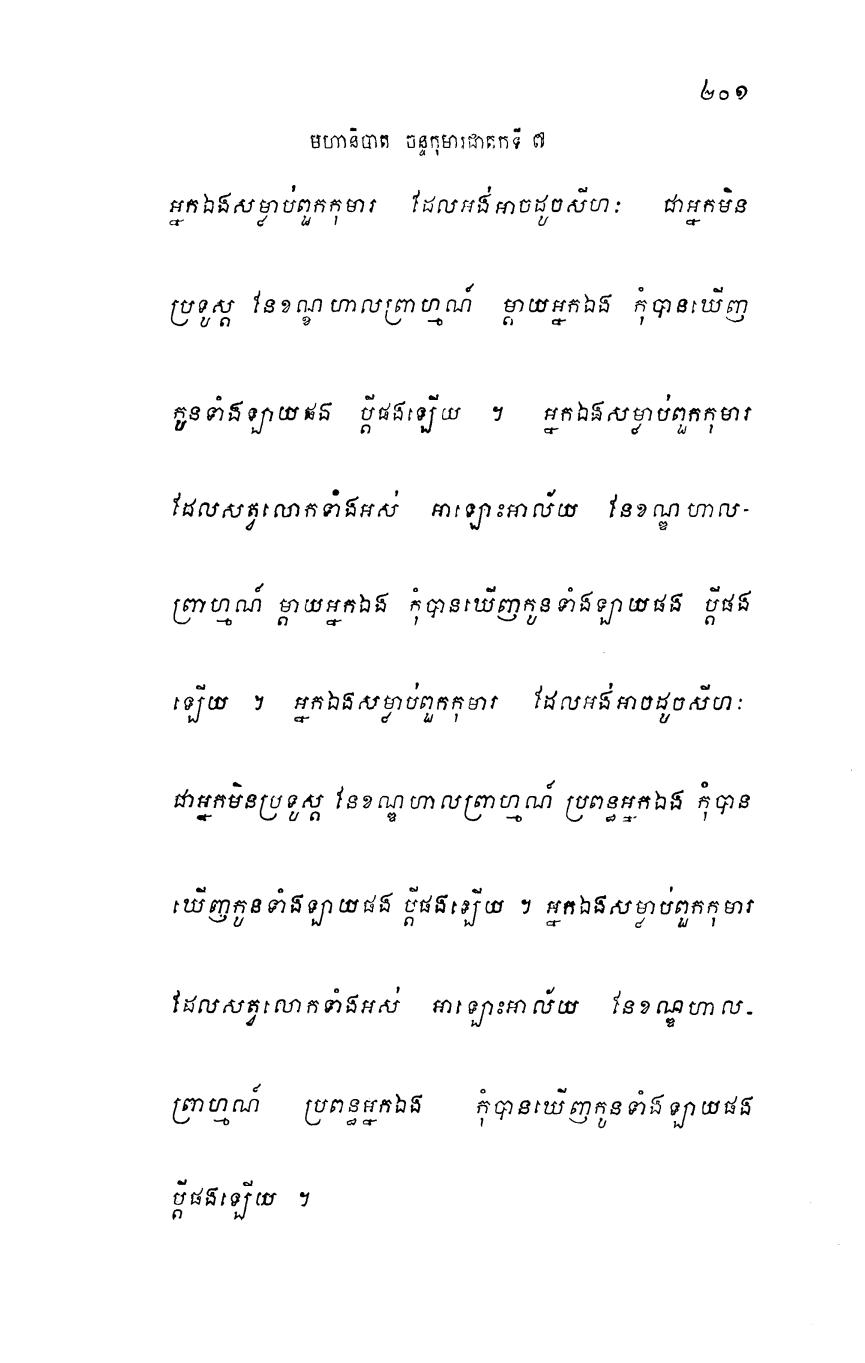 ២០១
មហានិបាត ចន្ទកុមារជាតកទី ៧
អ្នកឯងសម្លាប់ពួកកុមារ ដែលអង់អាចដូចសីហៈ ជាអ្នកមិន
ប្រទូស្ត នែខណ្ឌហាលព្រាហ្មណ៍ ម្តាយអ្នកឯង កុំបានឃើញ
កូនទាំងឡាយផង ប្តីផងឡើយ ។ អ្នកឯងសម្លាប់ពួកកុមារ
ដែលសត្វលោកទាំងអស់ អាឡោះអាល័យ នែខណ្ឌហាល-
ព្រាហ្មណ៍ ម្តាយអ្នកឯង កុំបានឃើញកូនទាំងឡាយផង ប្តីផង
ឡើយ ។ អ្នកឯងសម្លាប់ពួកកុមារ ដែលអង់អាចដូចសីហៈ
ជាអ្នកមិនប្រទូស្ត នែខណ្ឌហាលព្រាហ្មណ៍ ប្រពន្ធអ្នកឯង កុំបាន
ឃើញកូនទាំងឡាយផង ប្តីផងឡើយ ។ អ្នកឯងសម្លាប់ពួកកុមារ
ដែលសត្វលោកទាំងអស់ អាឡោះអាល័យ នែខណ្ឌហាល-
ព្រាហ្មណ៍ ប្រពន្ធអ្នកឯង កុំបានឃើញកូនទាំងឡាយផង
ប្តីផងឡើយ ។